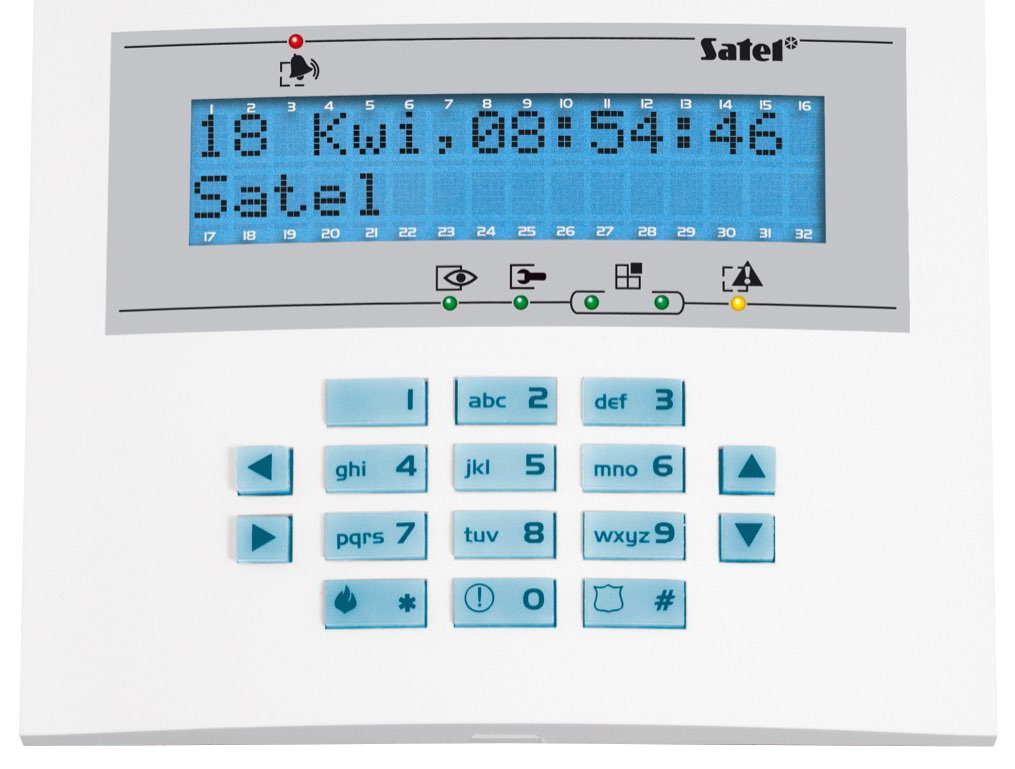 Satel
1 2 3 4 5 6 7 8 9 10 11 12 13 14 15 16
18 Kwi,08:54:46
Satel
17 18 19 20 21 22 23 24 25 26 27 28 29 30 31 32
1 abc 2 def 3
ghi 4 jkl 5 mno 6
pqrs 7 tuv 8 wxyz 9
* 0 #